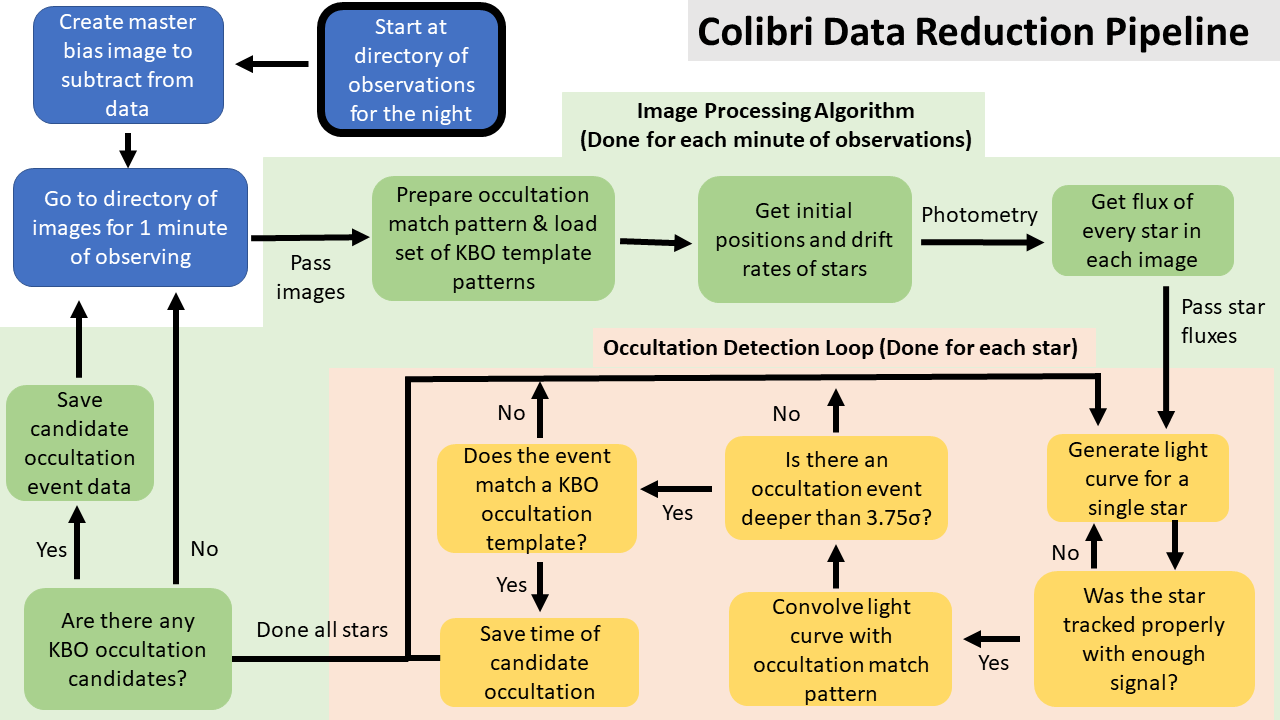 Colibri Data Reduction Pipeline
Start at
directory of
observations
for the night
Create master
bias image to
subtract from
data
Go to directory of
images for 1 minute
of observing
Pass
images
Image Processing Algorithm
(Done for each minute of observations)
Prepare occultation
match pattern & load
set of KBO template
patterns
Get initial
positions and drift
rates of stars
Photometry
Get flux of
every star in
each image
Pass star
fluxes
Occultation Detection Loop (Done for each star)
Generate light
curve for a
single star
No
Was the star
tracked properly
with enough
signal?
Yes
Convolve light
curve with
occultation match
pattern
Is there an
occultation event
deeper than 3.75σ?
No
Yes
Does the event
match a KBO
occultation
template?
No
Yes
Save time of
candidate
occultation
Done all stars
Are there any
KBO occultation
candidates?
Yes
No
Save
candidate
occultation
event data